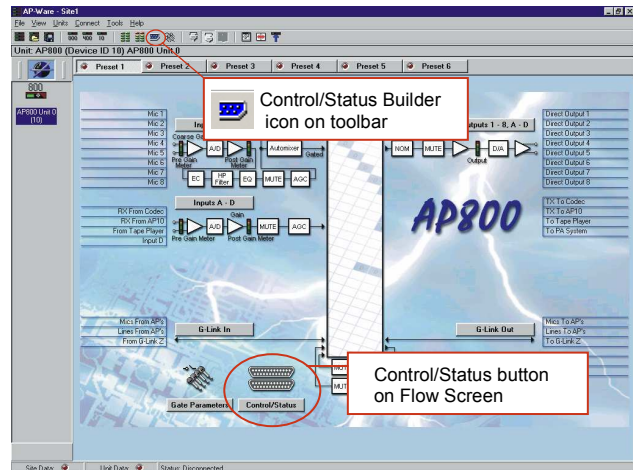 AP-Ware - Site1
File View Units Connect Tools Help
800 400 10
Unit: AP800 (Device ID 10) AP800 Unit 0
Preset 1 Preset 2 Preset 3 Preset 4 Preset 5 Preset 6
800
AP800 Unit 0
(10)
Control/Status Builder
icon on toolbar
Mic 1
Mic 2
Mic 3
Mic 4
Mic 5
Mic 6
Mic 7
Mic 8
Coarse
A/D
Automixer
Gated
Pre Gain
Meter
Post Gain
Meter
EC
HP
Filter
EQ
MUTE
AGC
Outputs 1 - 8, A - D
NOM
MUTE
Output
D/A
Direct Output 1
Direct Output 2
Direct Output 3
Direct Output 4
Direct Output 5
Direct Output 6
Direct Output 7
Direct Output 8
Inputs A - D
RX From Codec
RX From AP10
From Tape Player
Input D
Gain
A/D
MUTE
AGC
Pre Gain Meter
Post Gain Meter
AP800
TX To Codec
TX To AP10
To Tape Player
To PA System
Mics From AP's
Lines From AP's
From G-Link Z
G-Link In
G-Link Out
Mics To AP's
Lines To AP's
To G-Link Z
Gate Parameters
Control/Status
Control/Status button
on Flow Screen
Site Data: Unit Data: Status: Disconnected